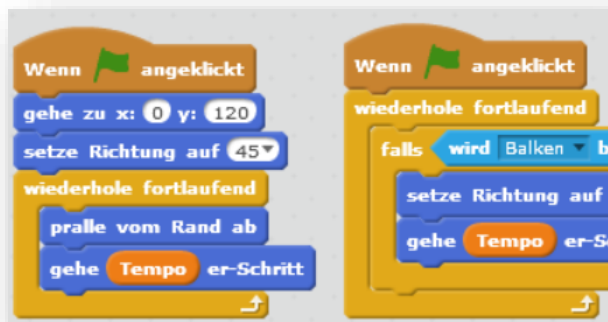 Wenn angeklickt
gehe zu x: 0 y: 120
setze Richtung auf 45
wiederhole fortlaufend
pralle vom Rand ab
gehe Tempo er-Schritt
Wenn angeklickt
wiederhole fortlaufend
falls wird Balken
setze Richtung auf
gehe Tempo